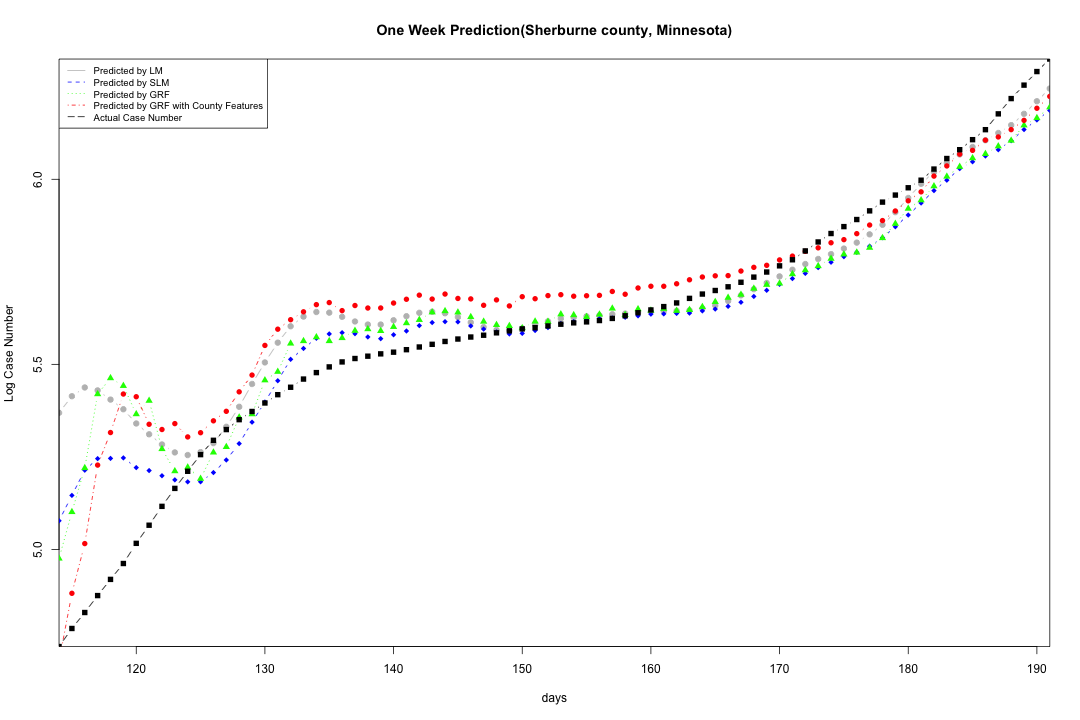 One Week Prediction(Sherburne county, Minnesota)
Predicted by LM
Predicted by SLM
Predicted by GRF
Predicted by GRF with County Features
Actual Case Number
Log Case Number
6.0
5.5
5.0
120 130 140 150 160 170 180 190
days